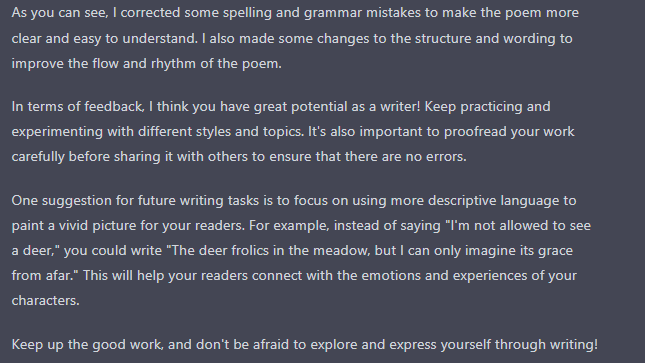 As you can see, I corrected some spelling and grammar mistakes to make the poem more
clear and easy to understand. I also made some changes to the structure and wording to
improve the flow and rhythm of the poem.
In terms of feedback, I think you have great potential as a writer! Keep practicing and
experimenting with different styles and topics. It's also important to proofread your work
carefully before sharing it with others to ensure that there are no errors.
One suggestion for future writing tasks is to focus on using more descriptive language to
paint a vivid picture for your readers. For example, instead of saying "I'm not allowed to see
a deer," you could write "The deer frolics in the meadow, but I can only imagine its grace
from afar." This will help your readers connect with the emotions and experiences of your
characters.
Keep up the good work, and don't be afraid to explore and express yourself through writing!